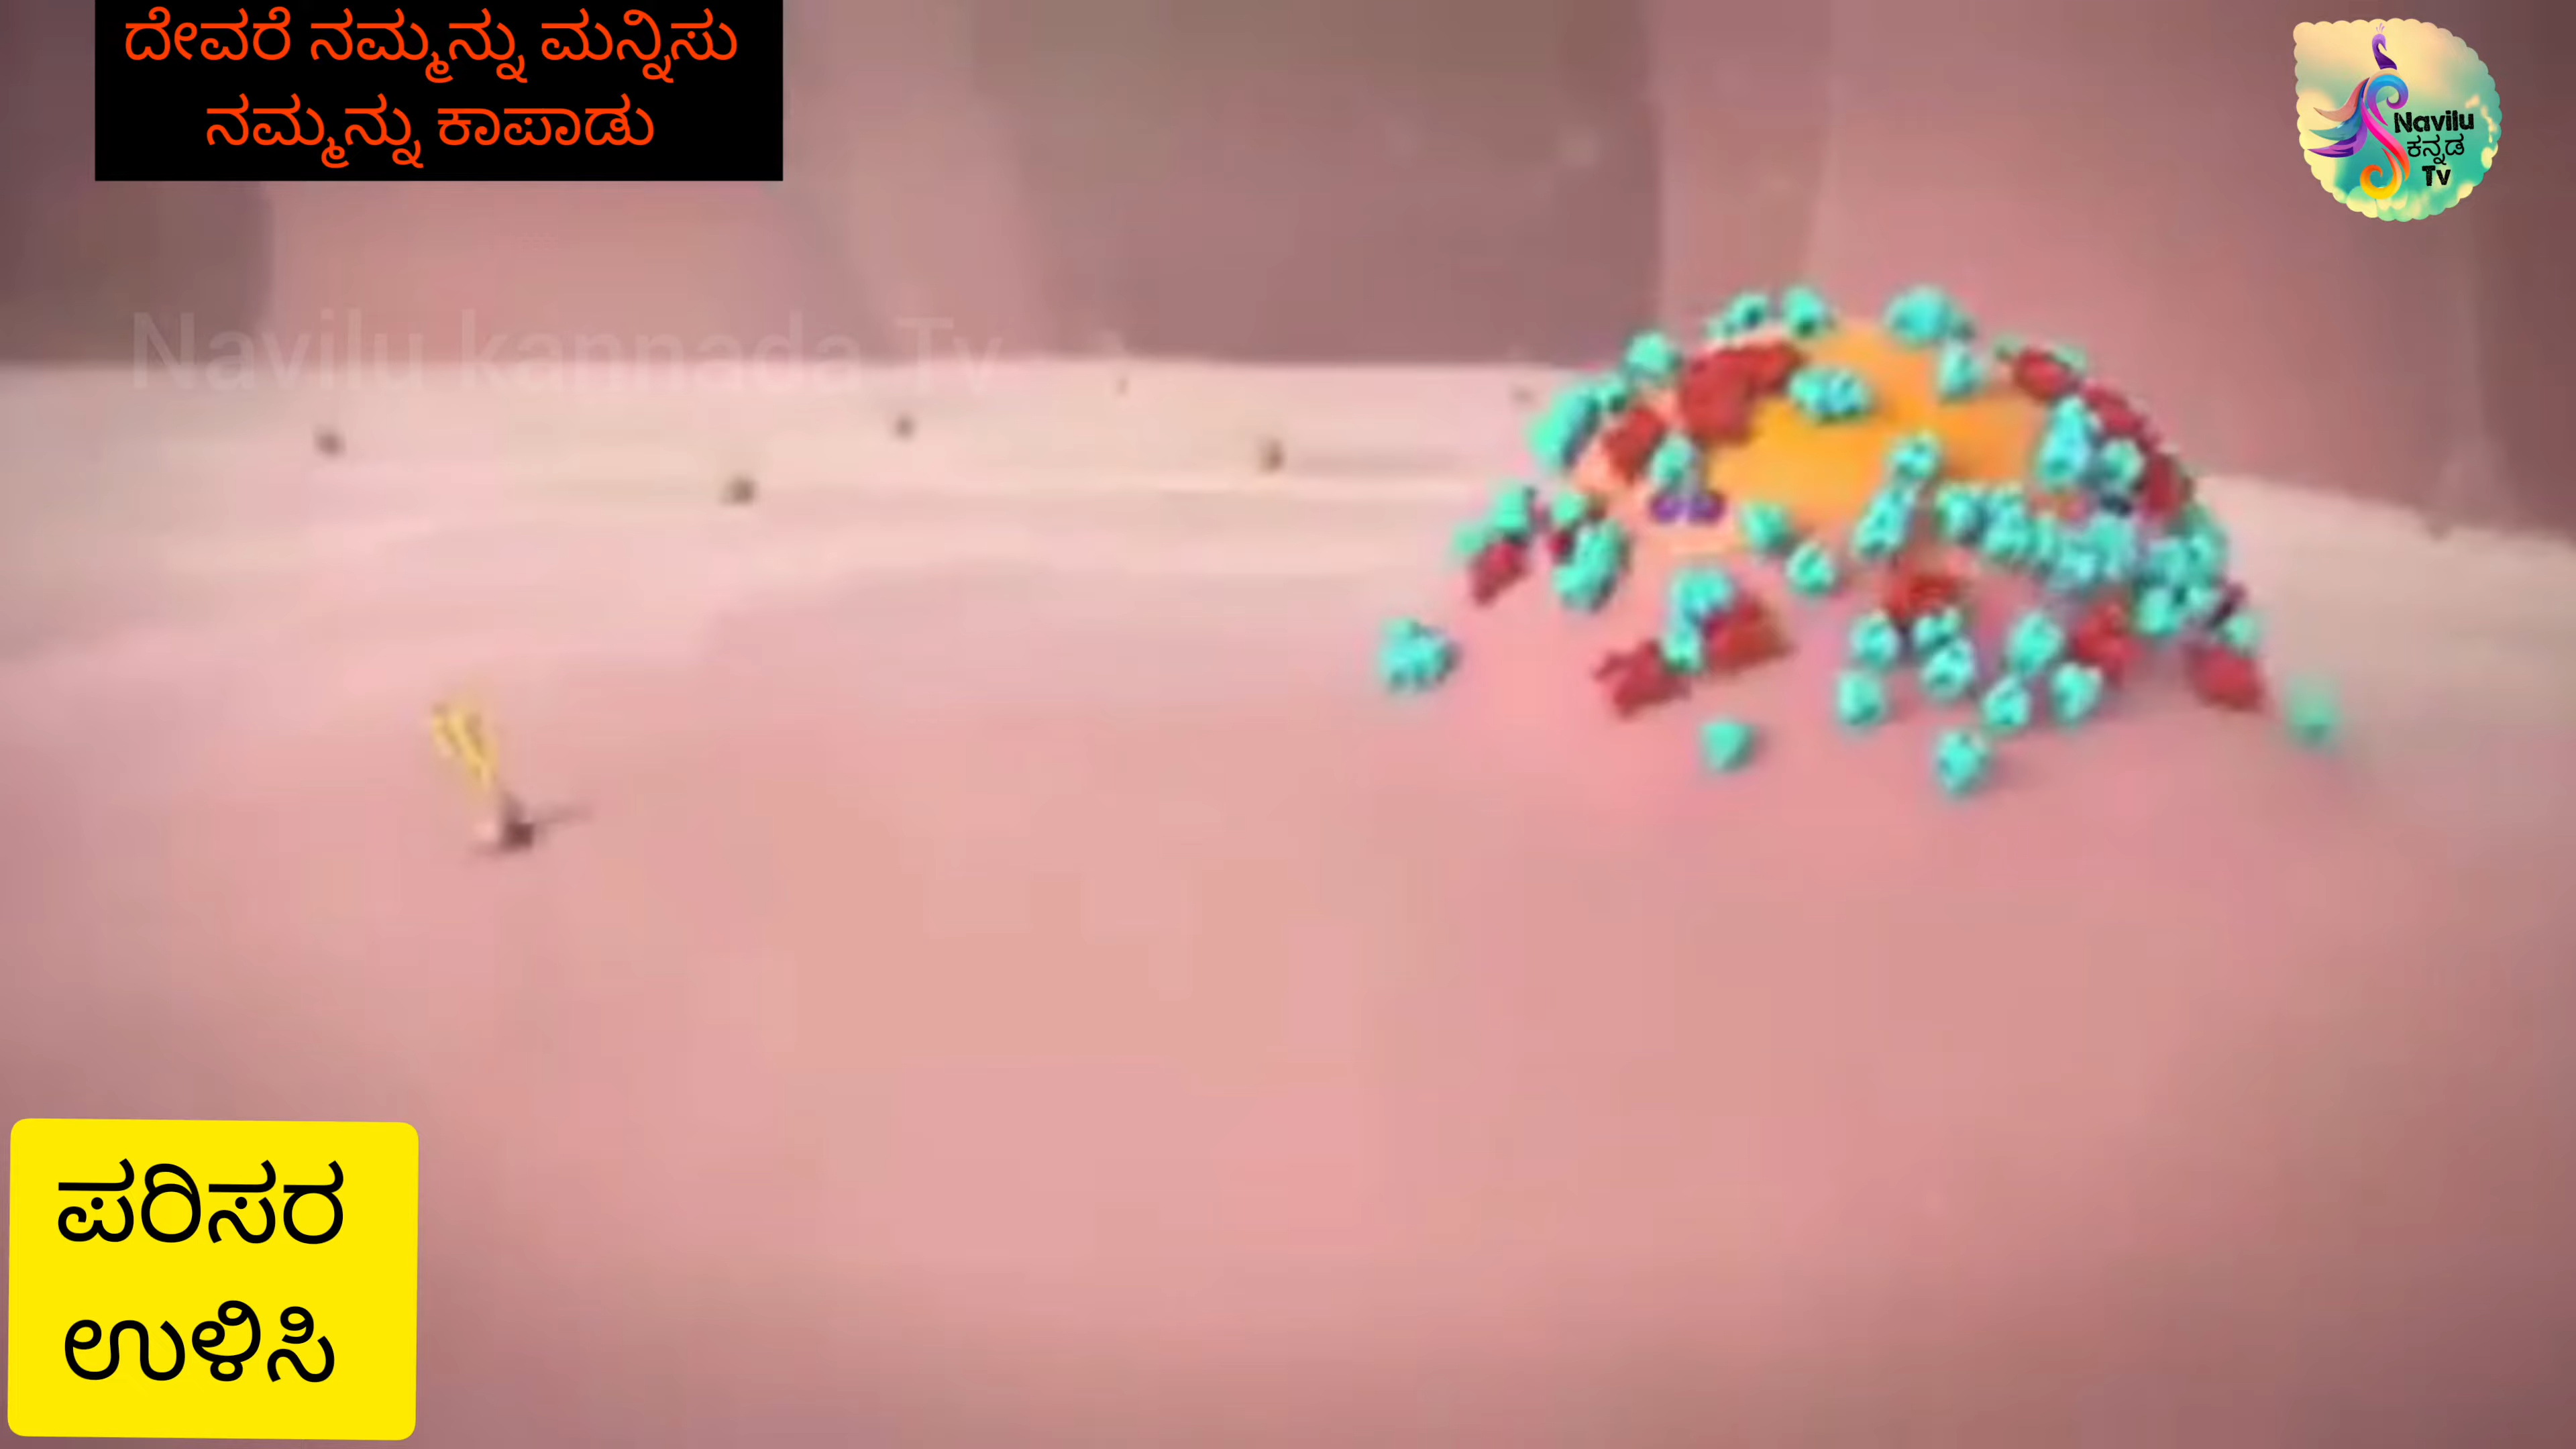 ದೇವರೆ ನಮ್ಮನ್ನು ಮನ್ನಿಸು
ನಮ್ಮನ್ನು ಕಾಪಾಡು
Navilu
ಕನ್ನಡ
Tv
Navilu kannada Tv
ಪರಿಸರ
ಉಳಿಸಿ